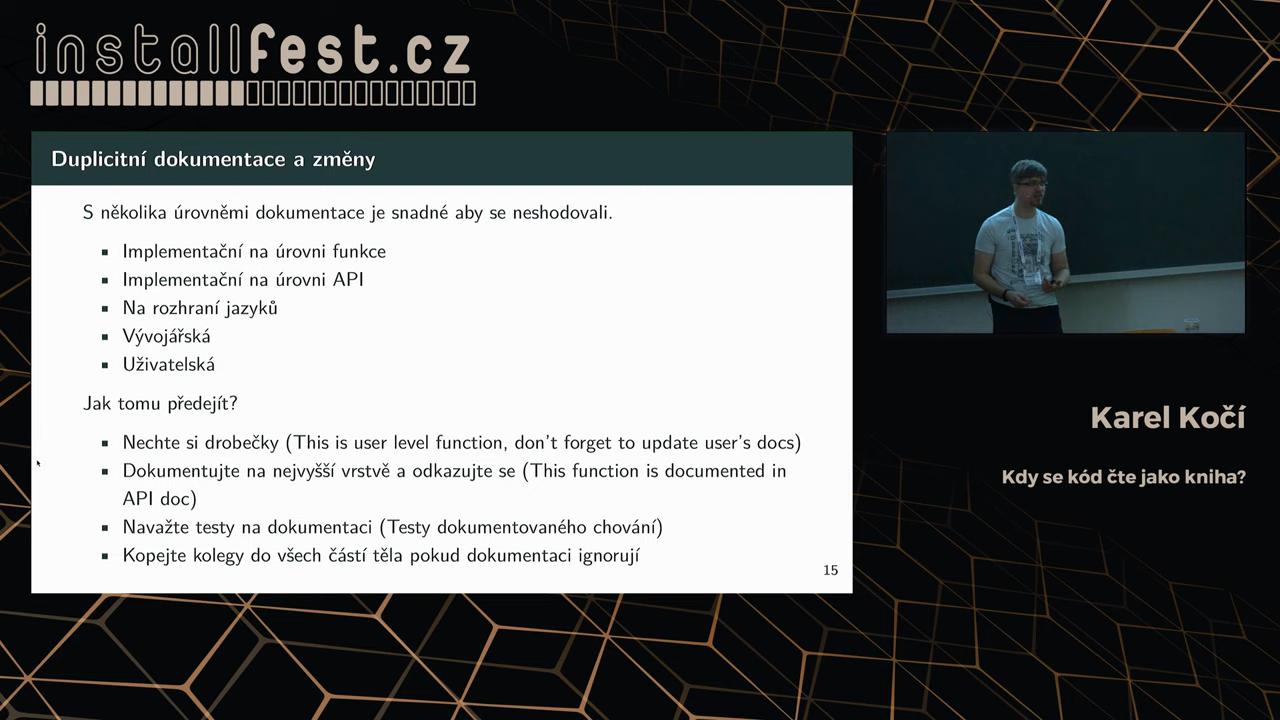 installfest.cz
Duplicitní dokumentace a změny
S několika úrovněmi dokumentace je snadné aby se neshodovali.
Implementační na úrovni funkce
Implementační na úrovni API
Na rozhraní jazyků
Vývojářská
Uživatelská
Jak tomu předejít?
Nechte si drobečky (This is user level function, don't forget to update user's docs)
Dokumentujte na nejvyšší vrstvě a odkazujte se (This function is documented in
API doc)
Navažte testy na dokumentaci (Testy dokumentovaného chování)
Kopejte kolegy do všech částí těla pokud dokumentaci ignorují
15
Karel Kočí
Kdy se kód čte jako kniha?